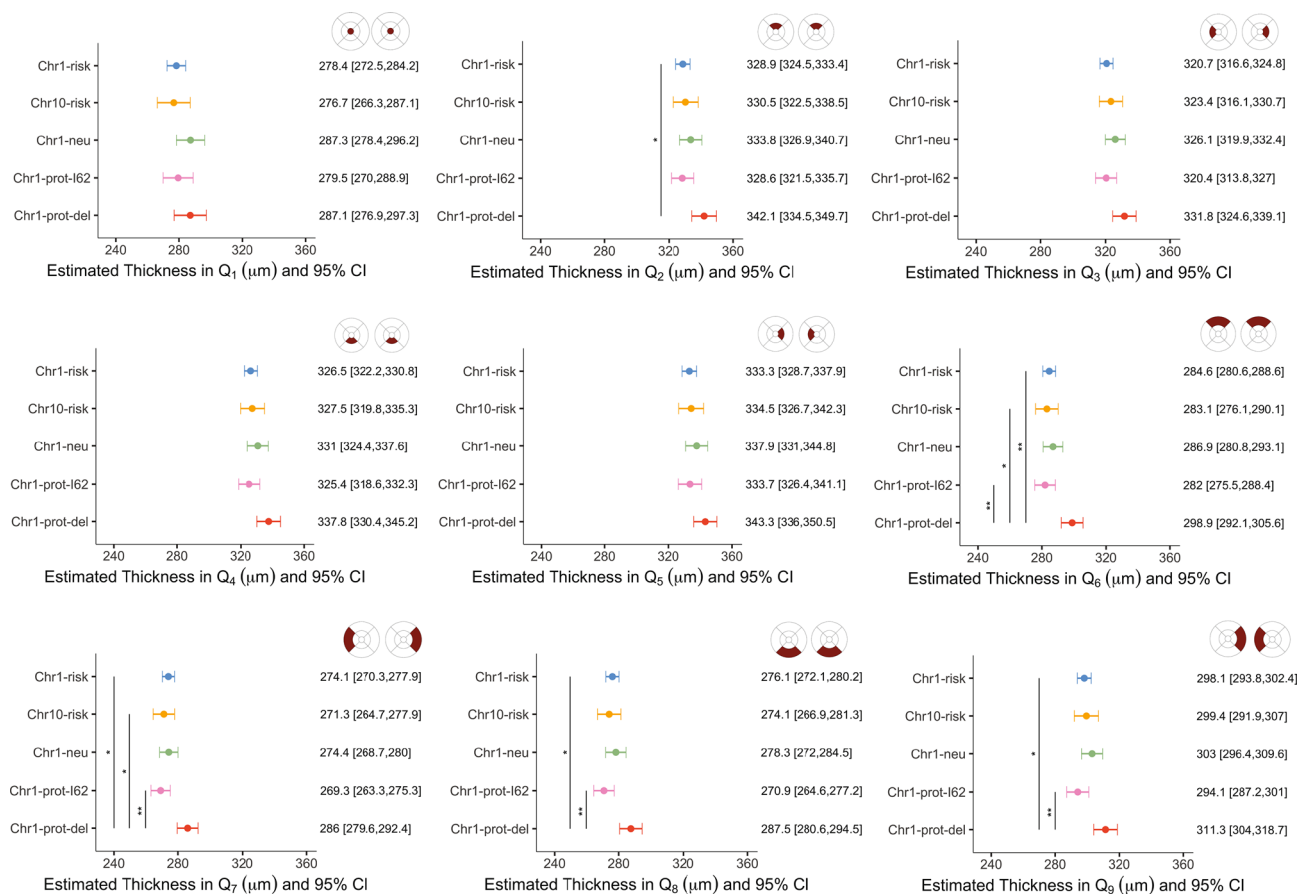 Chr1-risk 278.4 [272.5,284.2]
Chr10-risk 276.7 [266.3,287.1]
Chr1-neu 287.3 [278.4,296.2]
Chr1-prot-I62 279.5 [270,288.9]
Chr1-prot-del 287.1 [276.9,297.3]
240 280 320 360
Estimated Thickness in Q1 (μm) and 95% CI
Chr1-risk 328.9 [324.5,333.4]
Chr10-risk 330.5 [322.5,338.5]
Chr1-neu * 333.8 [326.9,340.7]
Chr1-prot-I62 328.6 [321.5,335.7]
Chr1-prot-del 342.1 [334.5,349.7]
240 280 320 360
Estimated Thickness in Q2 (μm) and 95% CI
Chr1-risk 320.7 [316.6,324.8]
Chr10-risk 323.4 [316.1,330.7]
Chr1-neu 326.1 [319.9,332.4]
Chr1-prot-I62 320.4 [313.8,327]
Chr1-prot-del 331.8 [324.6,339.1]
240 280 320 360
Estimated Thickness in Q3 (μm) and 95% CI
Chr1-risk 326.5 [322.2,330.8]
Chr10-risk 327.5 [319.8,335.3]
Chr1-neu 331 [324.4,337.6]
Chr1-prot-I62 325.4 [318.6,332.3]
Chr1-prot-del 337.8 [330.4,345.2]
240 280 320 360
Estimated Thickness in Q4 (μm) and 95% CI
Chr1-risk 333.3 [328.7,337.9]
Chr10-risk 334.5 [326.7,342.3]
Chr1-neu 337.9 [331,344.8]
Chr1-prot-I62 333.7 [326.4,341.1]
Chr1-prot-del 343.3 [336,350.5]
240 280 320 360
Estimated Thickness in Q5 (μm) and 95% CI
Chr1-risk 284.6 [280.6,288.6]
Chr10-risk 283.1 [276.1,290.1]
Chr1-neu ** 286.9 [280.8,293.1]
* 
Chr1-prot-I62 282 [275.5,288.4]
**
Chr1-prot-del 298.9 [292.1,305.6]
240 280 320 360
Estimated Thickness in Q6 (μm) and 95% CI
Chr1-risk 274.1 [270.3,277.9]
Chr10-risk 271.3 [264.7,277.9]
Chr1-neu * 274.4 [268.7,280]
*
Chr1-prot-I62 269.3 [263.3,275.3]
**
Chr1-prot-del 286 [279.6,292.4]
240 280 320 360
Estimated Thickness in Q7 (μm) and 95% CI
Chr1-risk 276.1 [272.1,280.2]
Chr10-risk 274.1 [266.9,281.3]
Chr1-neu * 278.3 [272,284.5]
Chr1-prot-I62 270.9 [264.6,277.2]
**
Chr1-prot-del 287.5 [280.6,294.5]
240 280 320 360
Estimated Thickness in Q8 (μm) and 95% CI
Chr1-risk 298.1 [293.8,302.4]
Chr10-risk 299.4 [291.9,307]
Chr1-neu * 303 [296.4,309.6]
Chr1-prot-I62 294.1 [287.2,301]
**
Chr1-prot-del 311.3 [304,318.7]
240 280 320 360
Estimated Thickness in Q9 (μm) and 95% CI